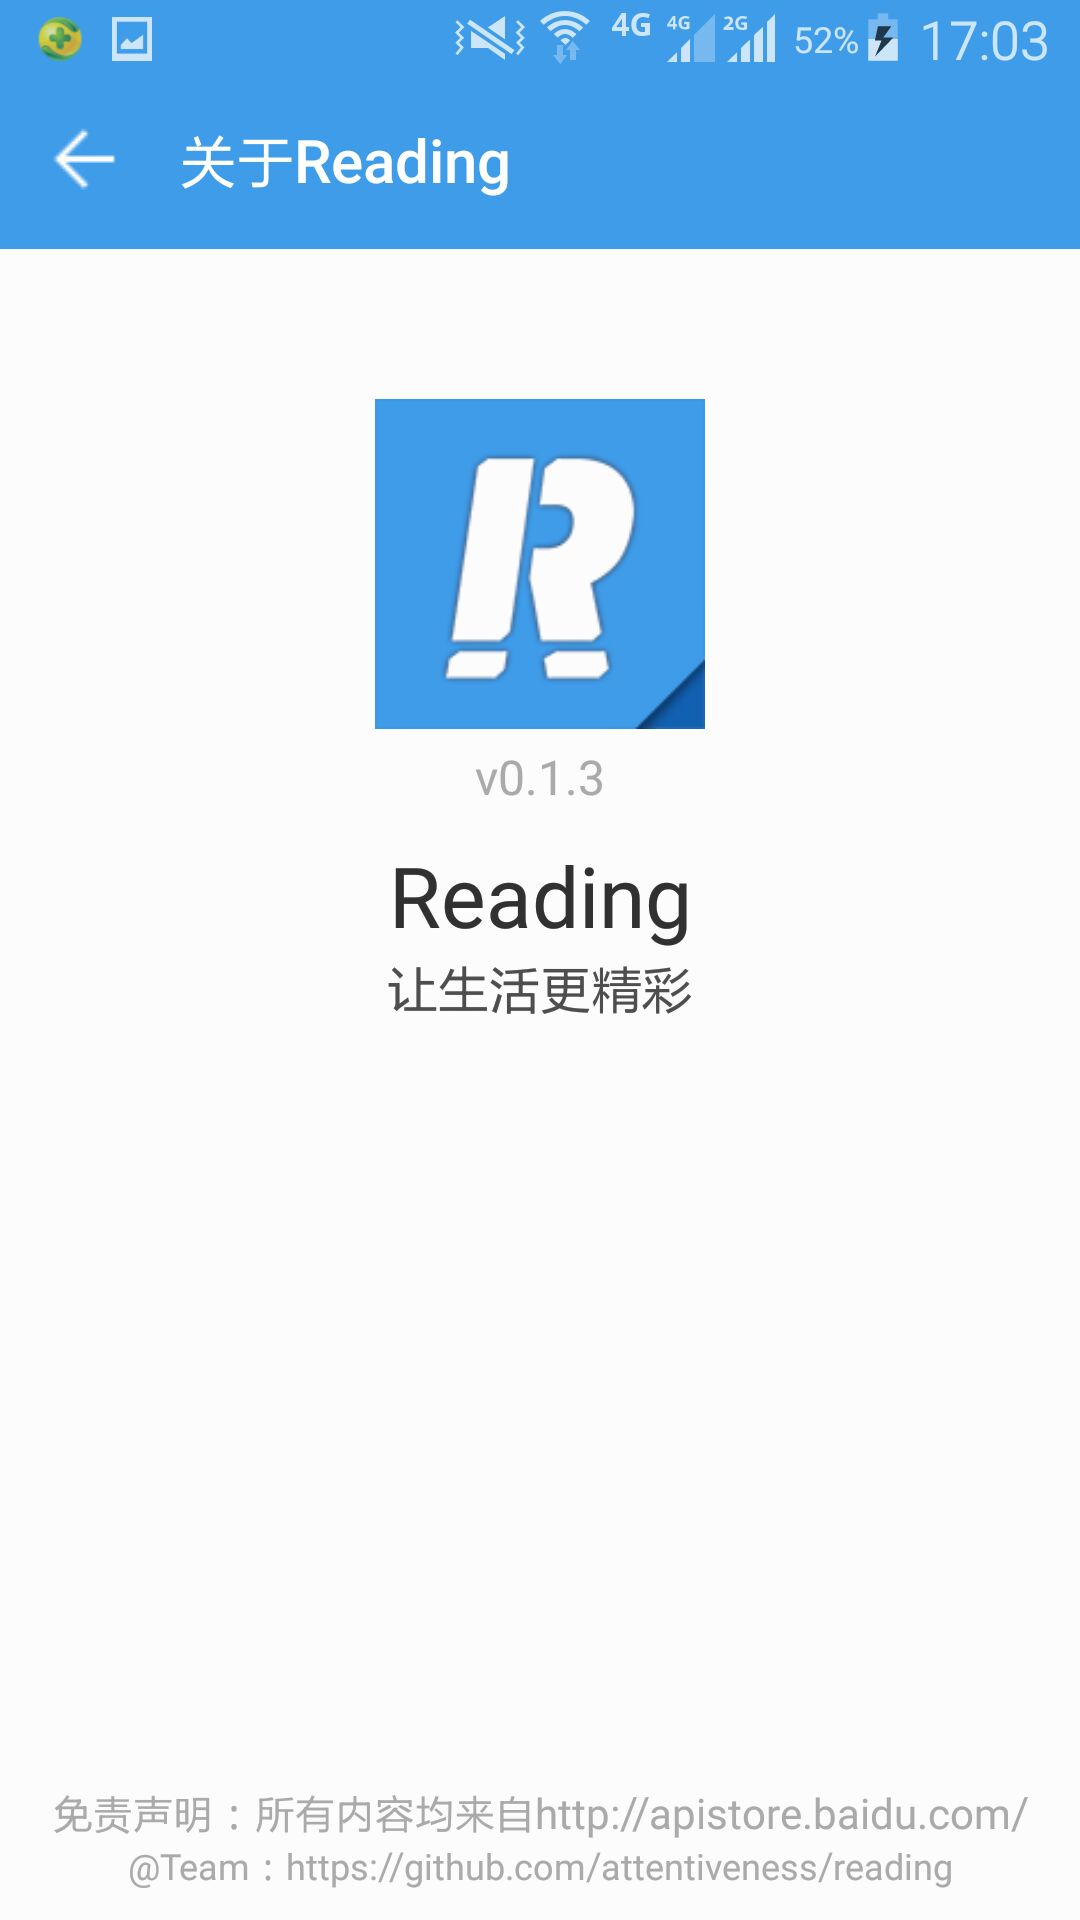 4G 4G 2G 52% 17:03
关于Reading
R
v0.1.3
Reading
让生活更精彩
免责声明：所有内容均来自http://apistore.baidu.com/
@Team：https://github.com/attentiveness/reading